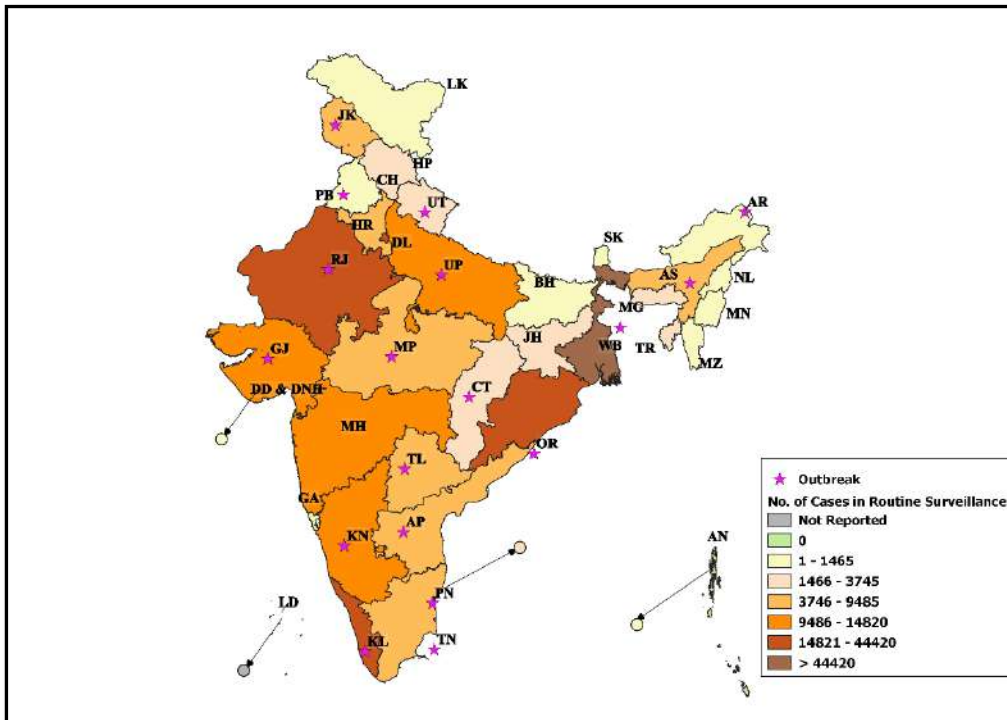 LK
JK
HP
CH
PB
UT
AR
HR
SK
DL
RJ
UP
AS
NL
BH
MG
MN
JH
WB
TR
GJ
MP
MZ
CT
DD & DNH
MH
OR
TL
GA
AP
KN
AN
PN
LD
TN
KL
Outbreak
No. of Cases in Routine Surveillance
Not Reported
0
1 - 1465
1466 - 3745
3746 - 9485
9486 - 14820
14821 - 44420
> 44420